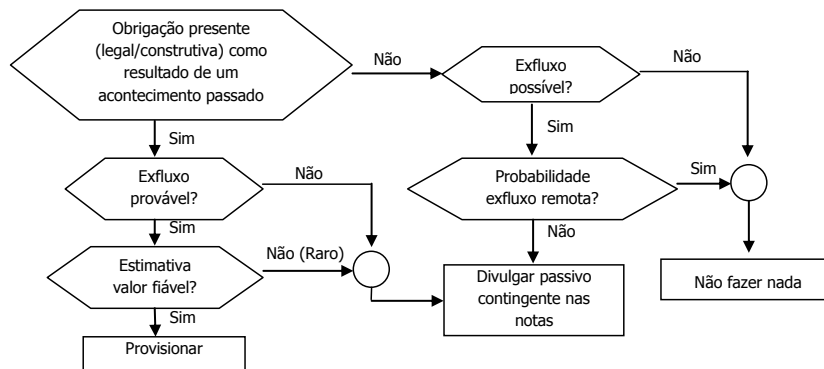 Obrigação presente
(legal/construtiva) como
resultado de um
acontecimento passado
Não
Exfluxo
possível?
Não
Sim
Sim
Exfluxo
provável?
Não
Probabilidade
exfluxo remota?
Sim
Sim
Não
Estimativa
valor fiável?
Não (Raro)
Divulgar passivo
contingente nas
notas
Não fazer nada
Sim
Provisionar